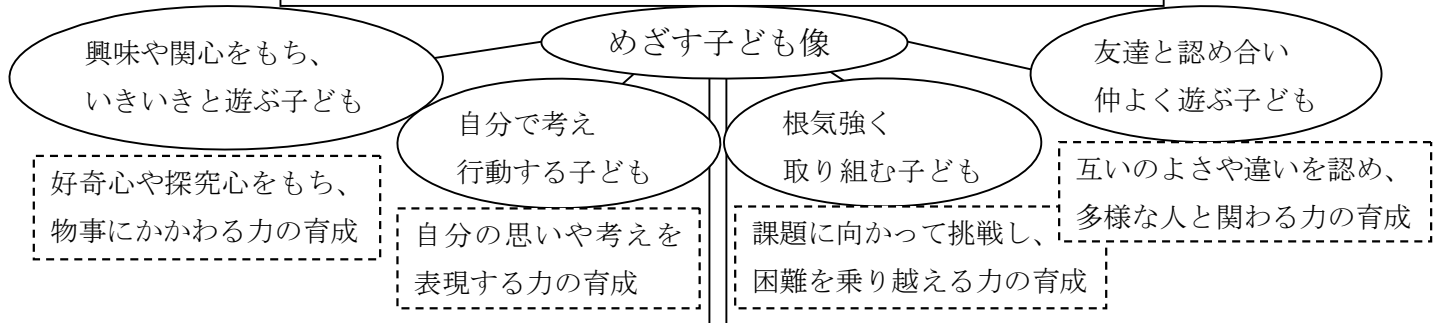 めざす子ども像
興味や関心をもち、
いきいきと遊ぶ子ども
好奇心や探究心をもち、
物事にかかわる力の育成
自分で考え
行動する子ども
自分の思いや考えを
表現する力の育成
根気強く
取り組む子ども
課題に向かって挑戦し、
困難を乗り越える力の育成
友達と認め合い
仲よく遊ぶ子ども
互いのよさや違いを認め、
多様な人と関わる力の育成